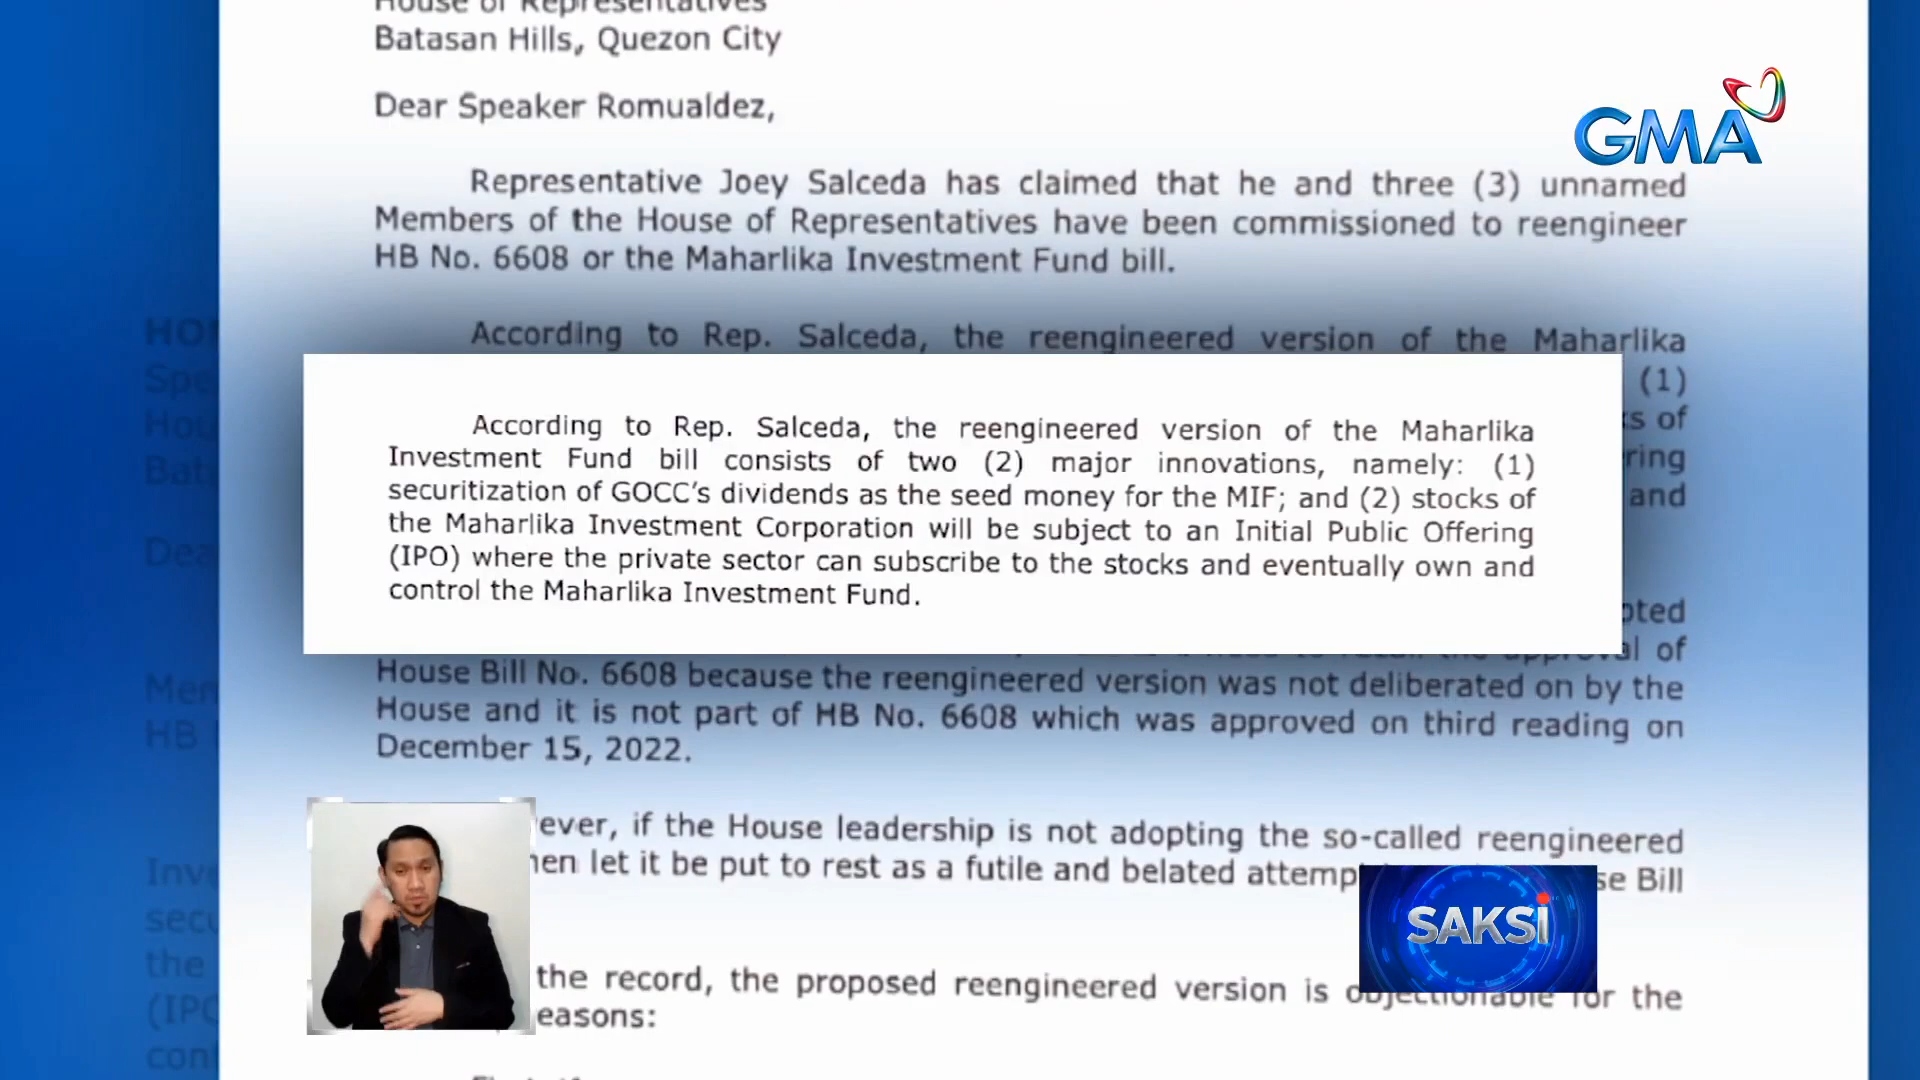 House of Representatives
Batasan Hills, Quezon City
Dear Speaker Romualdez,
GMA
Representative Joey Salceda has claimed that he and three (3) unnamed
Members of the House of Representatives have been commissioned to reengineer
HB No. 6608 or the Maharlika Investment Fund bill.
According to Rep. Salceda, the reengineered version of the Maharlika
(1)
of
and
According to Rep. Salceda, the reengineered version of the Maharlika
Investment Fund bill consists of two (2) major innovations, namely: (1)
securitization of GOCC's dividends as the seed money for the MIF; and (2) stocks of
the Maharlika Investment Corporation will be subject to an Initial Public Offering
(IPO) where the private sector can subscribe to the stocks and eventually own and
control the Maharlika Investment Fund.
of
House Bill No. 6608 because the reengineered version was not deliberated on by the
House and it is not part of HB No. 6608 which was approved on third reading on
December 15, 2022.
ever, if the House leadership is not adopting the so-called reengineered
hen let it be put to rest as a futile and belated attemp
se Bill
SAKSI
the record, the proposed reengineered version is objectionable for the
easons: